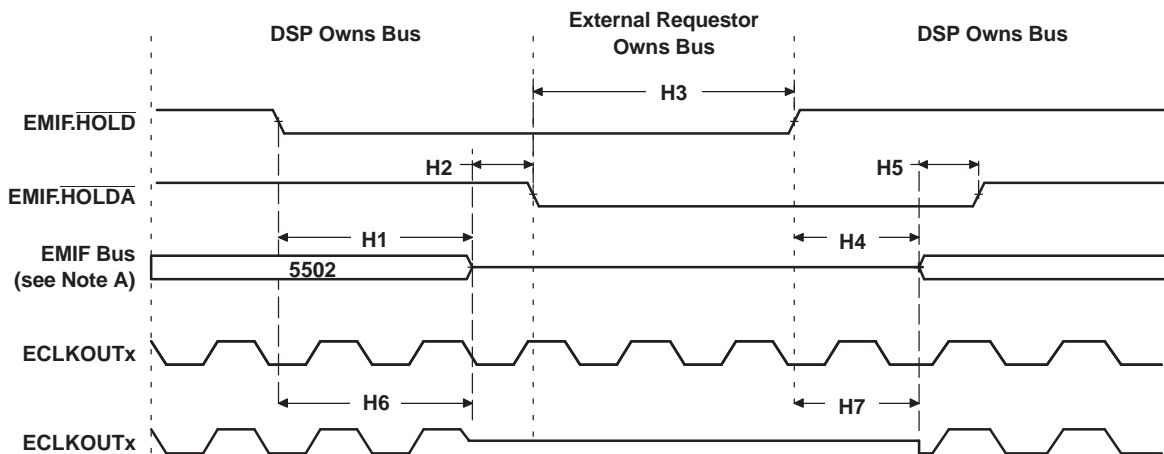 DSP Owns Bus
External Requestor
Owns Bus
DSP Owns Bus
H3
EMIF.HOLD
H2
H5
EMIF.HOLDA
H1
H4
EMIF Bus
(see Note A)
5502
ECLKOUTx
H6
H7
ECLKOUTx